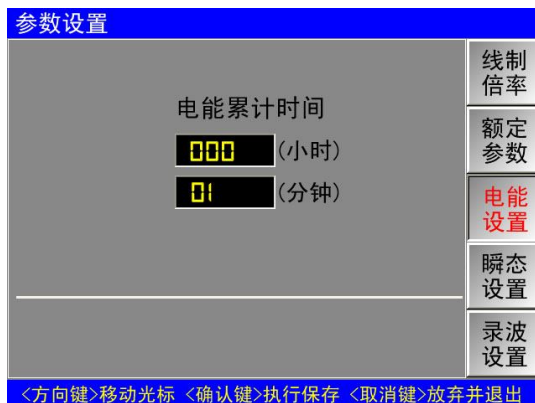 参数设置
电能累计时间
000 (小时)
01 (分钟)
线制
倍率
额定
参数
电能
设置
瞬态
设置
录波
设置
<方向键>移动光标 <确认键>执行保存 <取消键>放弃并退出